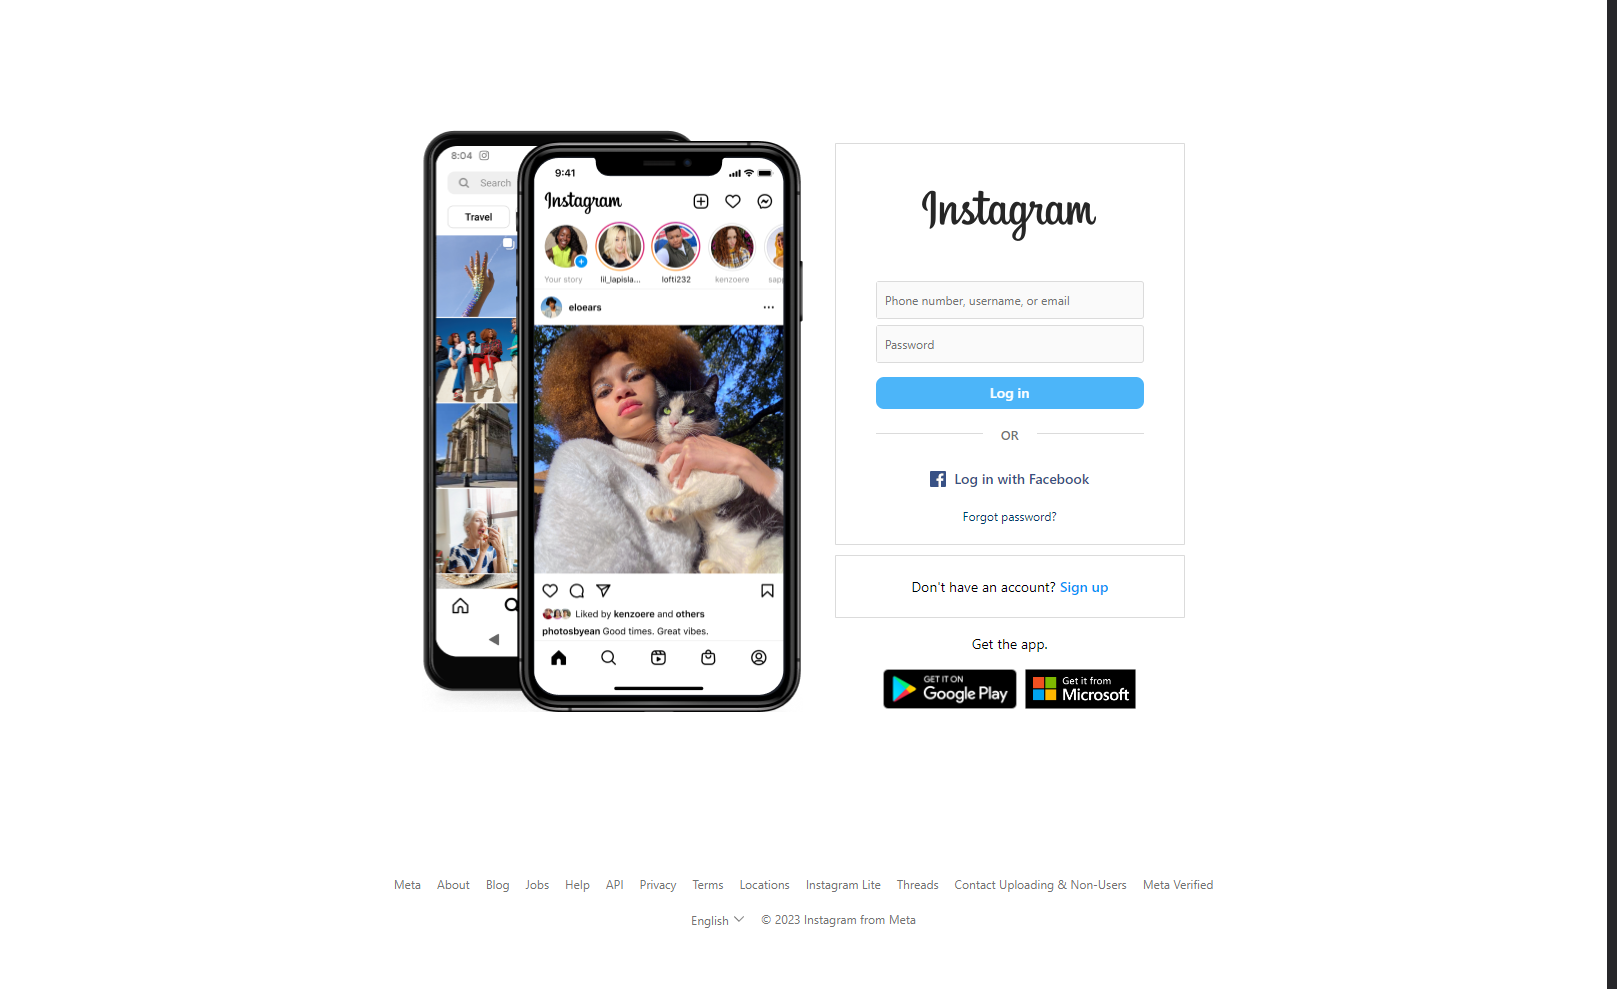 8:04
Search
Travel
9:41
Instagram
Your story
lil_lapisla...
lofti232
kenzoere
sap
eloears
Liked by kenzoere and others
photosbyean Good times. Great vibes.
Instagram
Phone number, username, or email
Password
Log in
OR
Log in with Facebook
Forgot password?
Don't have an account? Sign up
Get the app.
GET IT ON
Google Play
Get it from
Microsoft
Meta About Blog Jobs Help API Privacy Terms Locations Instagram Lite Threads Contact Uploading & Non-Users Meta Verified
English © 2023 Instagram from Meta